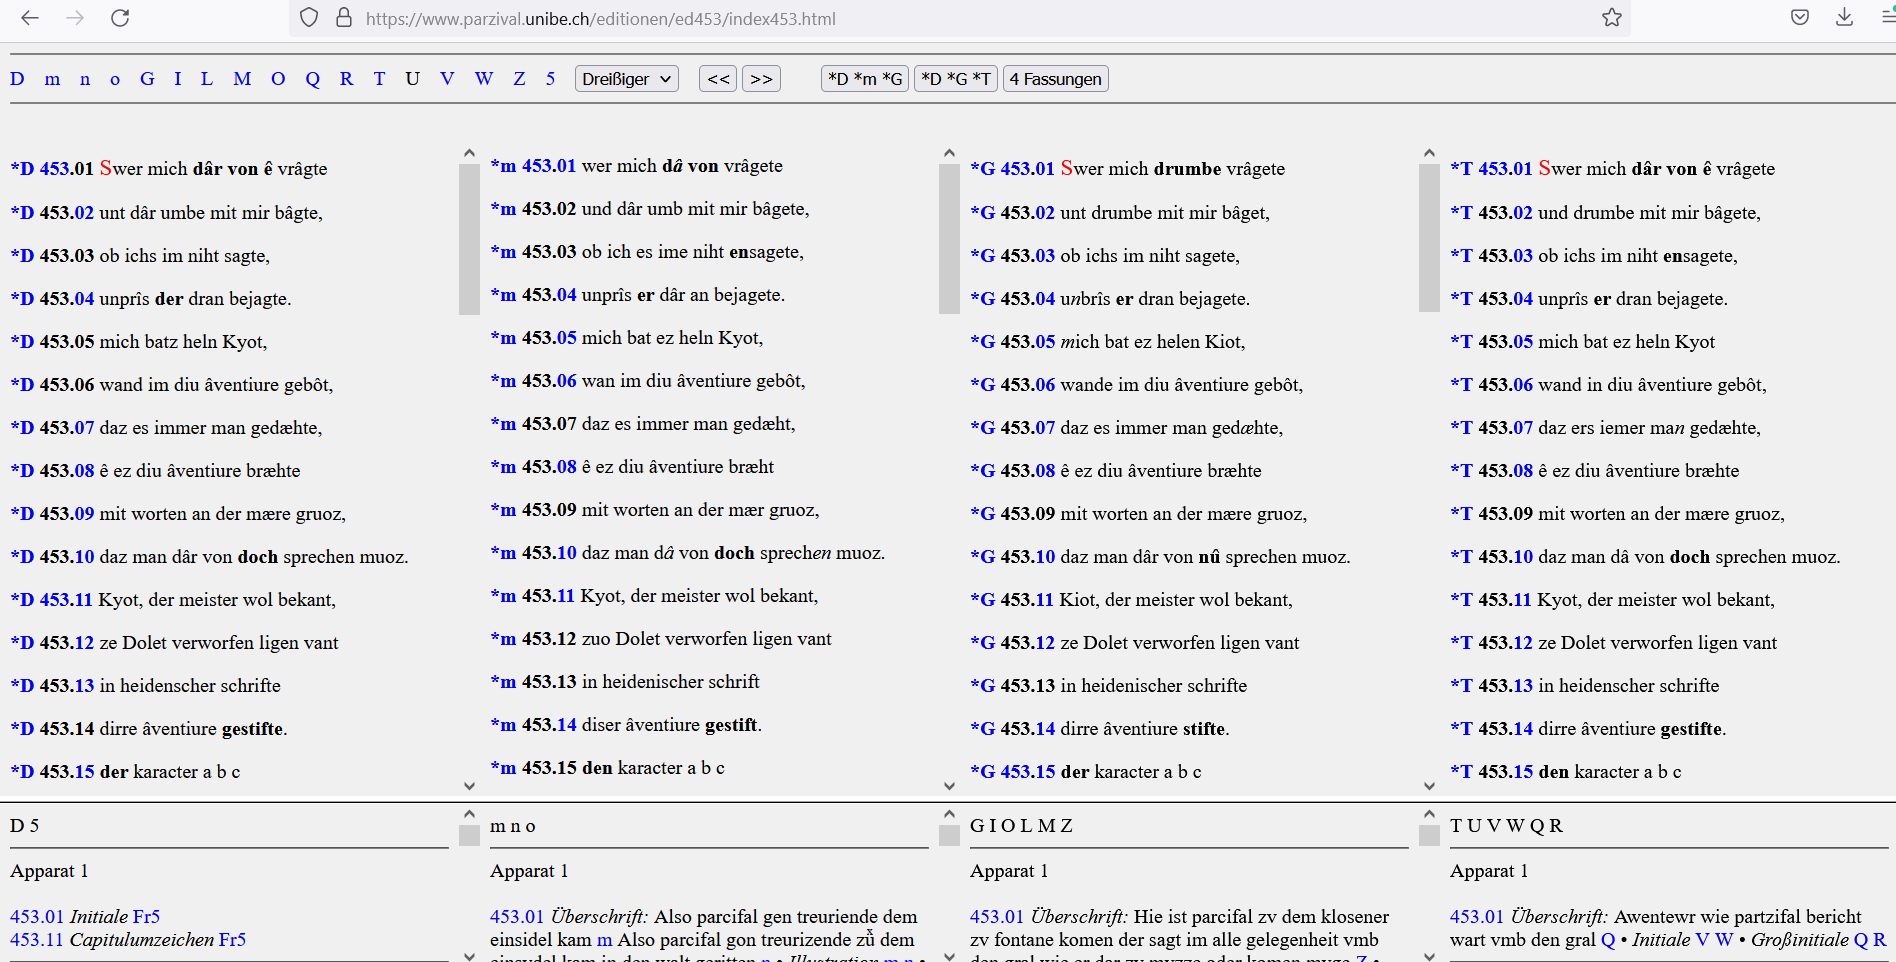 https://www.parzival.unibe.ch/editionen/ed453/index453.html
D m n o G I L M O Q R T U V W Z 5 Dreißiger << >> *D *m *G *D *G *T 4 Fassungen
*D 453.01 Swer mich dâr von ê vrâgte
*D 453.02 unt dâr umbe mit mir bâgte,
*D 453.03 ob ichs im niht sagte,
*D 453.04 unprîs der dran bejagte.
*D 453.05 mich batz heln Kyot,
*D 453.06 wand im diu âventiure gebôt,
*D 453.07 daz es immer man gedæhte,
*D 453.08 ê ez diu âventiure bræhte
*D 453.09 mit worten an der mære gruoz,
*D 453.10 daz man dâr von doch sprechen muoz.
*D 453.11 Kyot, der meister wol bekant,
*D 453.12 ze Dolet verworfen ligen vant
*D 453.13 in heidenscher schrifte
*D 453.14 dirre âventiure gestifte.
*D 453.15 der karacter a b c
*m 453.01 wer mich dâ von vrâgete
*m 453.02 und dâr umb mit mir bâgete,
*m 453.03 ob ich es ime niht ensagete,
*m 453.04 unprîs er dâr an bejagete.
*m 453.05 mich bat ez heln Kyot,
*m 453.06 wan im diu âventiure gebôt,
*m 453.07 daz es immer man gedæht,
*m 453.08 ê ez diu âventiure bræht
*m 453.09 mit worten an der mær gruoz,
*m 453.10 daz man dâ von doch sprechen muoz.
*m 453.11 Kyot, der meister wol bekant,
*m 453.12 zuo Dolet verworfen ligen vant
*m 453.13 in heidenischer schrift
*m 453.14 diser âventiure gestift.
*m 453.15 den karacter a b c
*G 453.01 Swer mich drumbe vrâgete
*G 453.02 unt drumbe mit mir bâget,
*G 453.03 ob ichs im niht sagete,
*G 453.04 unbrîs er dran bejagete.
*G 453.05 mich bat ez helen Kiot,
*G 453.06 wande im diu âventiure gebôt,
*G 453.07 daz es immer man gedæhte,
*G 453.08 ê ez diu âventiure bræhte
*G 453.09 mit worten an der mære gruoz,
*G 453.10 daz man dâr von nû sprechen muoz.
*G 453.11 Kiot, der meister wol bekant,
*G 453.12 ze Dolet verworfen ligen vant
*G 453.13 in heidenischer schrifte
*G 453.14 dirre âventiure stifte.
*G 453.15 der karacter a b c
*T 453.01 Swer mich dâr von ê vrâgete
*T 453.02 und drumbe mit mir bâgete,
*T 453.03 ob ichs im niht ensagete,
*T 453.04 unprîs er dran bejagete.
*T 453.05 mich bat ez heln Kyot
*T 453.06 wand in diu âventiure gebôt,
*T 453.07 daz ers iemer man gedæhte,
*T 453.08 ê ez diu âventiure bræhte
*T 453.09 mit worten an der mære gruoz,
*T 453.10 daz man dâ von doch sprechen muoz.
*T 453.11 Kyot, der meister wol bekant,
*T 453.12 ze Dolet verworfen ligen vant
*T 453.13 in heidenscher schrifte
*T 453.14 dirre âventiure gestifte.
*T 453.15 den karacter a b c
D 5
Apparat 1
453.01 Initiale Fr5
453.11 Capitulumzeichen Fr5
m n o
Apparat 1
453.01 Überschrift: Also parcifal gen treuriende dem
einsidel kam m Also parcifal gon treurizende zuͯ dem
einsydel kam in den walt geritten n • Illustration m n •
G I O L M Z
Apparat 1
453.01 Überschrift: Hie ist parcifal zv dem klosener
zv fontane komen der sagt im alle gelegenheit vmb
den gral wie er dar zv mvzze oder komen mvge Z •
T U V W Q R
Apparat 1
453.01 Überschrift: Awentewr wie partzifal bericht
wart vmb den gral Q • Initiale V W • Großinitiale Q R